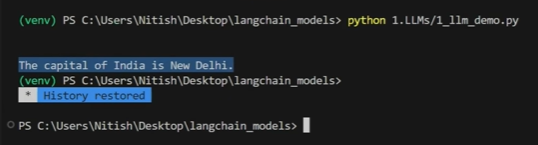 (venv) PS C:\Users\Nitish\Desktop\langchain_models> python 1.LLMs/1_llm_demo.py
The capital of India is New Delhi.
(venv) PS C:\Users\Nitish\Desktop\langchain_models>
* History restored
PS C:\Users\Nitish\Desktop\langchain_models>